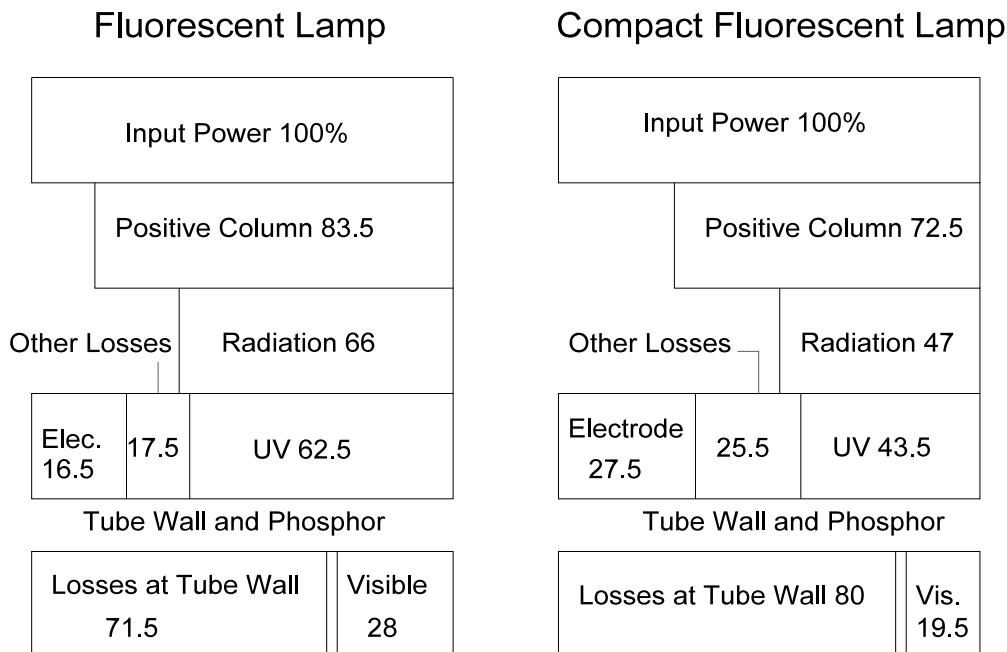 Fluorescent Lamp
Input Power 100%
Positive Column 83.5
Other Losses
Radiation 66
Elec.
16.5
17.5
UV 62.5
Tube Wall and Phosphor
Losses at Tube Wall
71.5
Visible
28
Compact Fluorescent Lamp
Input Power 100%
Positive Column 72.5
Other Losses
Radiation 47
Electrode
27.5
25.5
UV 43.5
Tube Wall and Phosphor
Losses at Tube Wall 80
Vis.
19.5